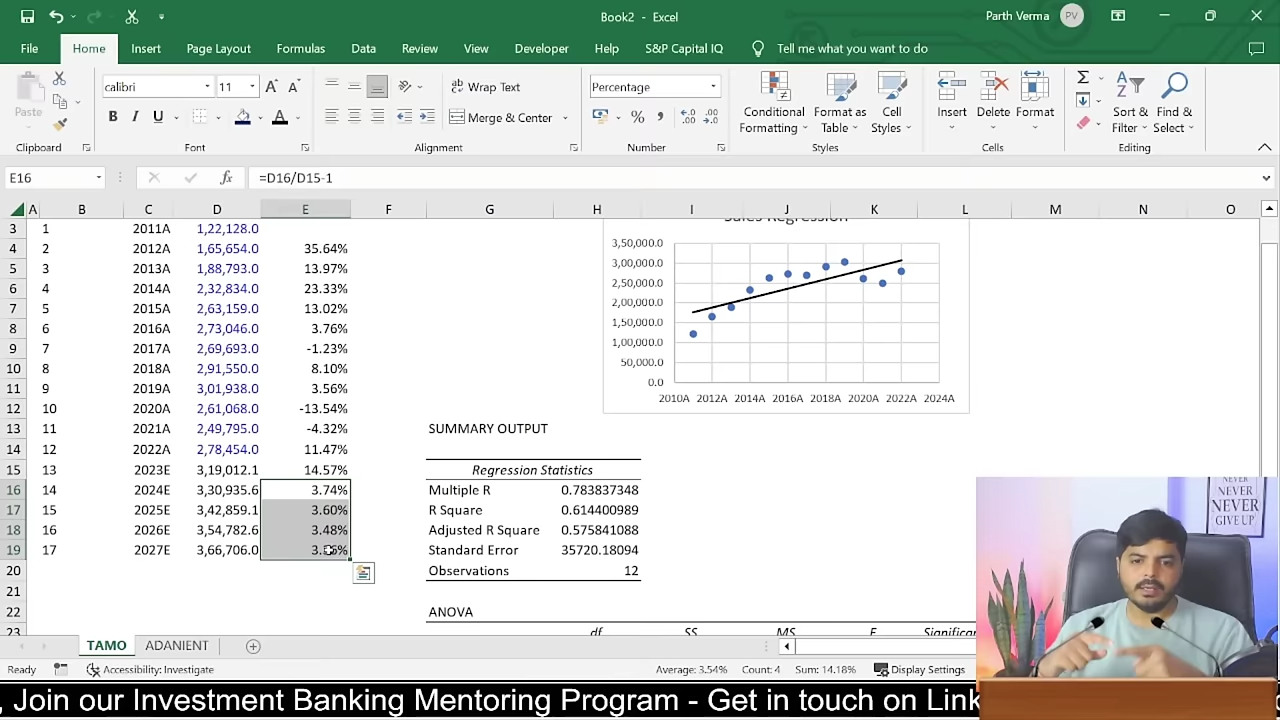 Book2 - Excel
Parth Verma PV
File Home Insert Page Layout Formulas Data Review View Developer Help S&P Capital IQ Tell me what you want to do
calibri 11 Wrap Text Percentage
Paste B I U Merge & Center % Conditional Formatting Format as Table Cell Styles Insert Delete Format Sort & Filter Find & Select
Clipboard Font Alignment Number Styles Cells Editing
E16 fx =D16/D15-1
A B C D E F G H I J K L M N O
3 1 2011A 1,22,128.0
4 2 2012A 1,65,654.0 35.64%
5 3 2013A 1,88,793.0 13.97%
6 4 2014A 2,32,834.0 23.33%
7 5 2015A 2,63,159.0 13.02%
8 6 2016A 2,73,046.0 3.76%
9 7 2017A 2,69,693.0 -1.23%
10 8 2018A 2,91,550.0 8.10%
11 9 2019A 3,01,938.0 3.56%
12 10 2020A 2,61,068.0 -13.54%
13 11 2021A 2,49,795.0 -4.32%
14 12 2022A 2,78,454.0 11.47%
15 13 2023E 3,19,012.1 14.57%
16 14 2024E 3,30,935.6 3.74%
17 15 2025E 3,42,859.1 3.60%
18 16 2026E 3,54,782.6 3.48%
19 17 2027E 3,66,706.0
20
21
22
23
Sales Regression
3,50,000.0
3,00,000.0
2,50,000.0
2,00,000.0
1,50,000.0
1,00,000.0
50,000.0
0.0
2010A 2012A 2014A 2016A 2018A 2020A 2022A 2024A
SUMMARY OUTPUT
Regression Statistics
Multiple R 0.783837348
R Square 0.614400989
Adjusted R Square 0.575841088
Standard Error 35720.18094
Observations 12
ANOVA
df SS MS F
NEVER
NEVER
NEVER
GIVE UP
TAMO ADANIENT
Ready Accessibility: Investigate Average: 3.54% Count: 4 Sum: 14.18% Display Settings
, Join our Investment Banking Mentoring Program - Get in touch on